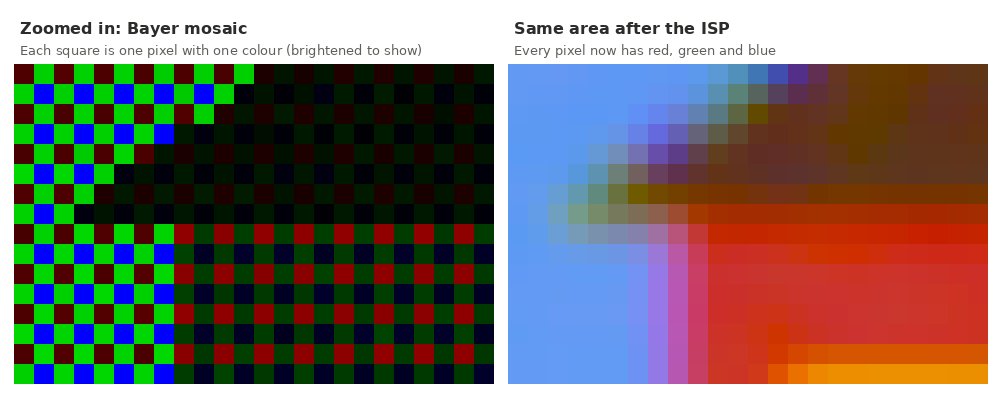 Zoomed in: Bayer mosaic
Each square is one pixel with one colour (brightened to show)
Same area after the ISP
Every pixel now has red, green and blue